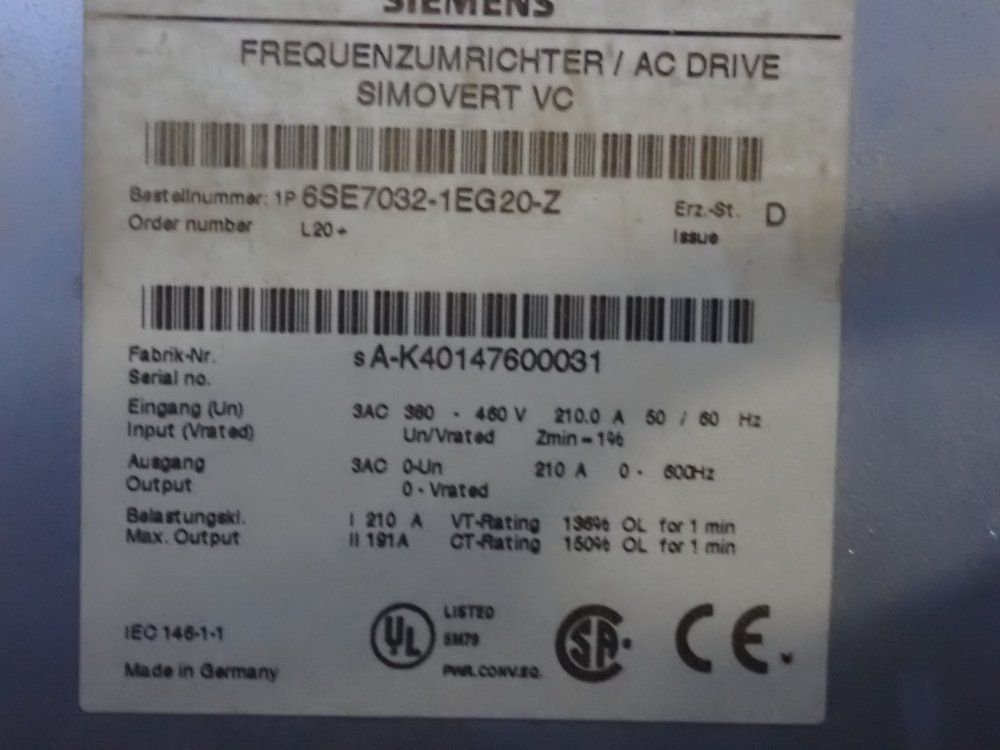 SIEMENS
FREQUENZUMRICHTER / AC DRIVE
SIMOVERT VC
Bestellnummer: 1P 6SE7032-1EG20-Z
Order number L20 +
Erz.-St. D
Issue
Fabrik-Nr. sA-K40147600031
Serial no.
Eingang (Un) 3AC 380 - 460 V 210.0 A 50 / 60 Hz
Input (Vrated) Un/Vrated Zmin = 1%
Ausgang 3AC 0-Un 210 A 0 - 600Hz
Output 0 - Vrated
Belastungskl. I 210 A VT-Rating 136% OL for 1 min
Max. Output II 191A CT-Rating 150% OL for 1 min
IEC 146-1-1
Made in Germany
UL LISTED
5M79
PWR.CONV.EQ.
SA
CE